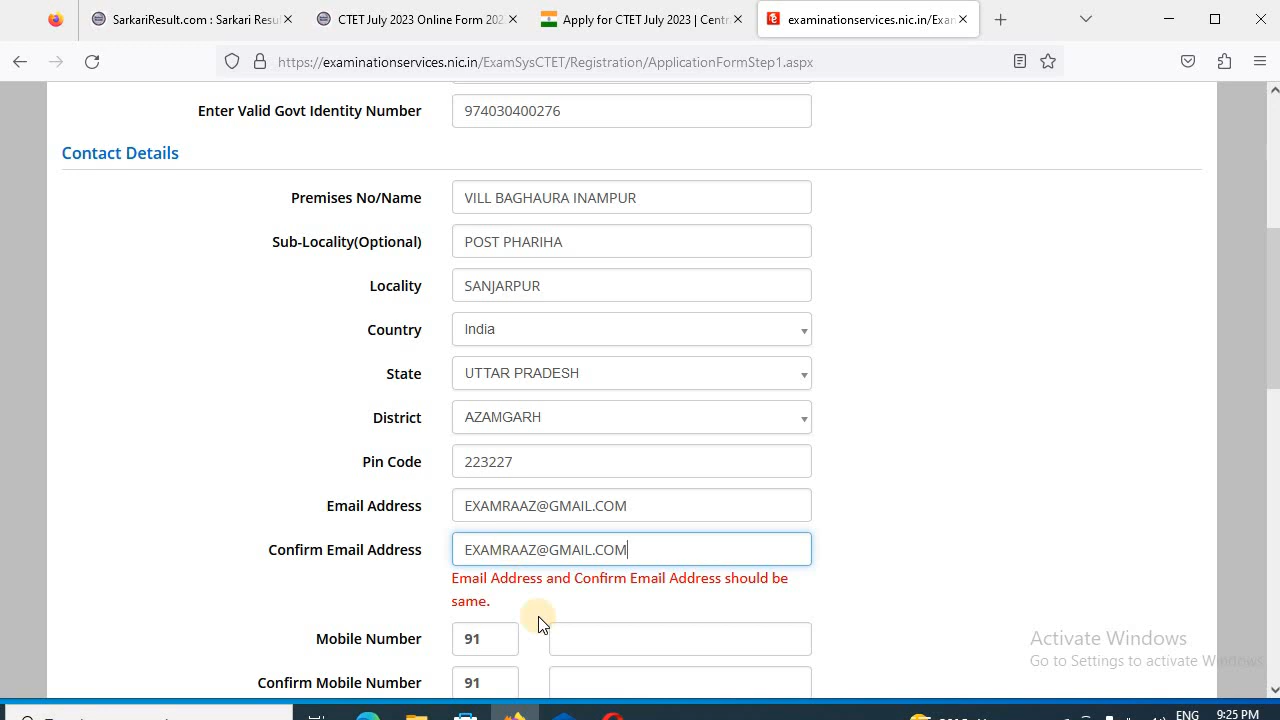 SarkariResult.com : Sarkari Resu
CTET July 2023 Online Form 202
Apply for CTET July 2023 | Centr
examinationservices.nic.in/Exar
https://examinationservices.nic.in/ExamSysCTET/Registration/ApplicationFormStep1.aspx
Enter Valid Govt Identity Number 974030400276
Contact Details
Premises No/Name VILL BAGHAURA INAMPUR
Sub-Locality(Optional) POST PHARIHA
Locality SANJARPUR
Country India
State UTTAR PRADESH
District AZAMGARH
Pin Code 223227
Email Address EXAMRAAZ@GMAIL.COM
Confirm Email Address EXAMRAAZ@GMAIL.COM
Email Address and Confirm Email Address should be
same.
Mobile Number 91
Confirm Mobile Number 91
Activate Windows
Go to Settings to activate Windows.
ENG 9:25 PM